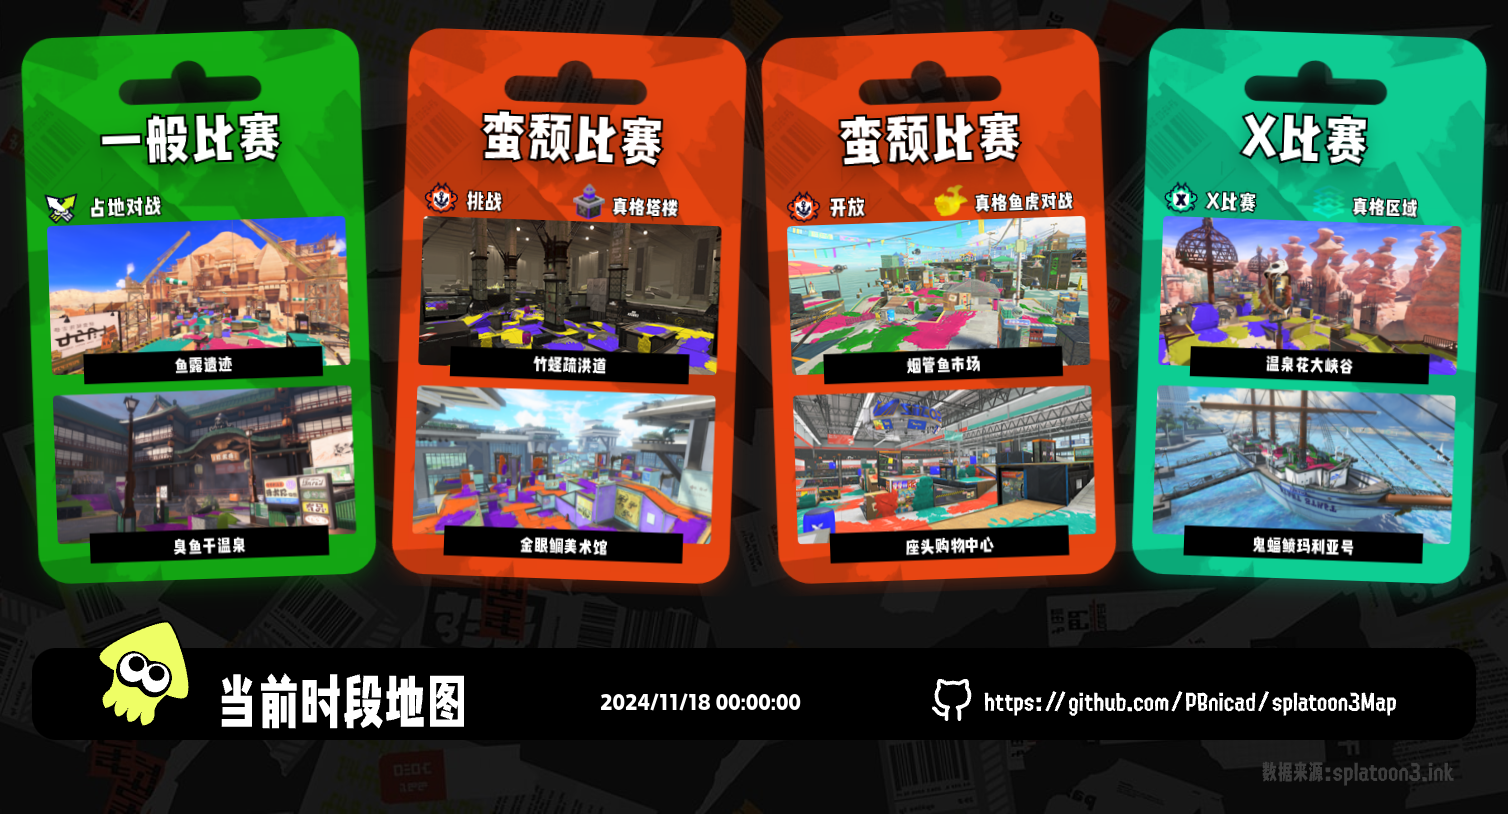 一般比赛
占地对战
鱼露遗迹
臭鱼干温泉
蛮颓比赛
挑战
真格塔楼
竹蛏疏洪道
金眼鲷美术馆
蛮颓比赛
开放
真格鱼虎对战
烟管鱼市场
座头购物中心
X比赛
X比赛
真格区域
温泉花大峡谷
鬼蝠鲼玛利亚号
当前时段地图
2024/11/18 00:00:00
https://github.com/PBnicad/splatoon3Map
数据来源:splatoon3.ink